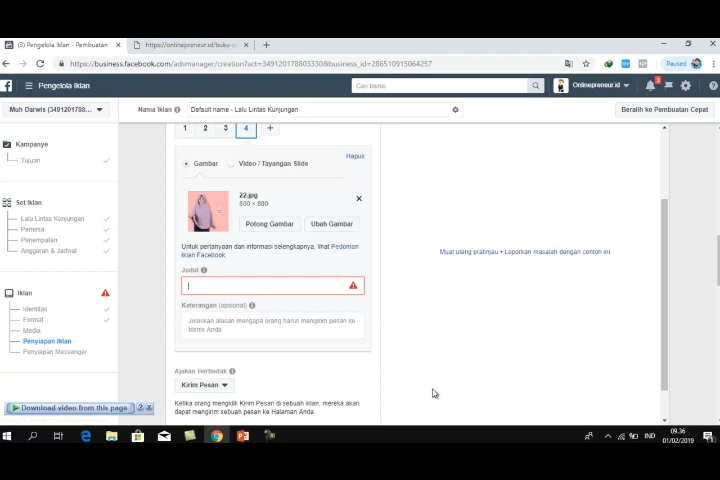 (3) Pengelola Iklan - Pembuatan
https://onlinepreneur.id/buku-
https://business.facebook.com/adsmanager/creation?act=349120178803330&business_id=286510915064257
Paused
Pengelola Iklan
Cari bisnis
Onlinepreneur.id
Muh Darwis (3491201788...
Nama Iklan
Default name - Lalu Lintas Kunjungan
Beralih ke Pembuatan Cepat
Kampanye
Tujuan
Set Iklan
Lalu Lintas Kunjungan
Pemirsa
Penempatan
Anggaran & Jadwal
Iklan
Identitas
Format
Media
Penyiapan Iklan
Penyiapan Messenger
1 2 3 4 +
Gambar
Video / Tayangan Slide
Hapus
22.jpg
800 × 800
Potong Gambar
Ubah Gambar
Untuk pertanyaan dan informasi selengkapnya, lihat Pedoman
Iklan Facebook.
Judul
Keterangan (opsional)
Jelaskan alasan mengapa orang harus mengirim pesan ke
bisnis Anda
Ajakan Bertindak
Kirim Pesan
Ketika orang mengklik Kirim Pesan di sebuah iklan, mereka akan
dapat mengirim sebuah pesan ke Halaman Anda.
Muat ulang pratinjau • Laporkan masalah dengan contoh ini
Download video from this page
? X
IND
09.36
01/02/2019